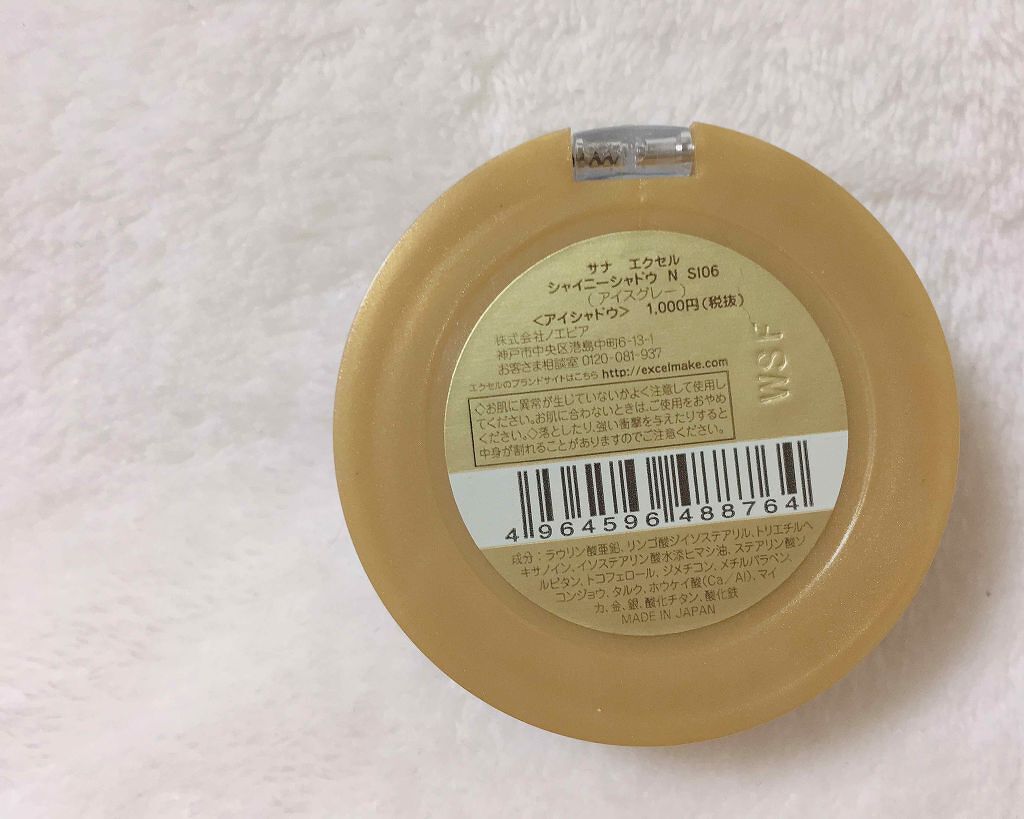 サナ エクセル
シャイニーシャドウ N SI06
(アイスグレー)
<アイシャドウ> 1,000円(税抜)
株式会社ノエビア
神戸市中央区港島中町6-13-1
お客さま相談室 0120-081-937
エクセルのブランドサイトはこちら http://excelmake.com
◇お肌に異常が生じていないかよく注意して使用し
てください。お肌に合わないときは、ご使用をおやめ
ください。◇落としたり、強い衝撃を与えたりすると
中身が割れることがありますのでご注意ください。
WSF
4 964596 488764
成分:ラウリン酸亜鉛、リンゴ酸ジイソステアリル、トリエチルヘ
キサノイン、イソステアリン酸水添ヒマシ油、ステアリン酸ソ
ルビタン、トコフェロール、ジメチコン、メチルパラベン、
コンジョウ、タルク、ホウケイ酸(Ca/Al)、マイ
カ、金、銀、酸化チタン、酸化鉄
MADE IN JAPAN